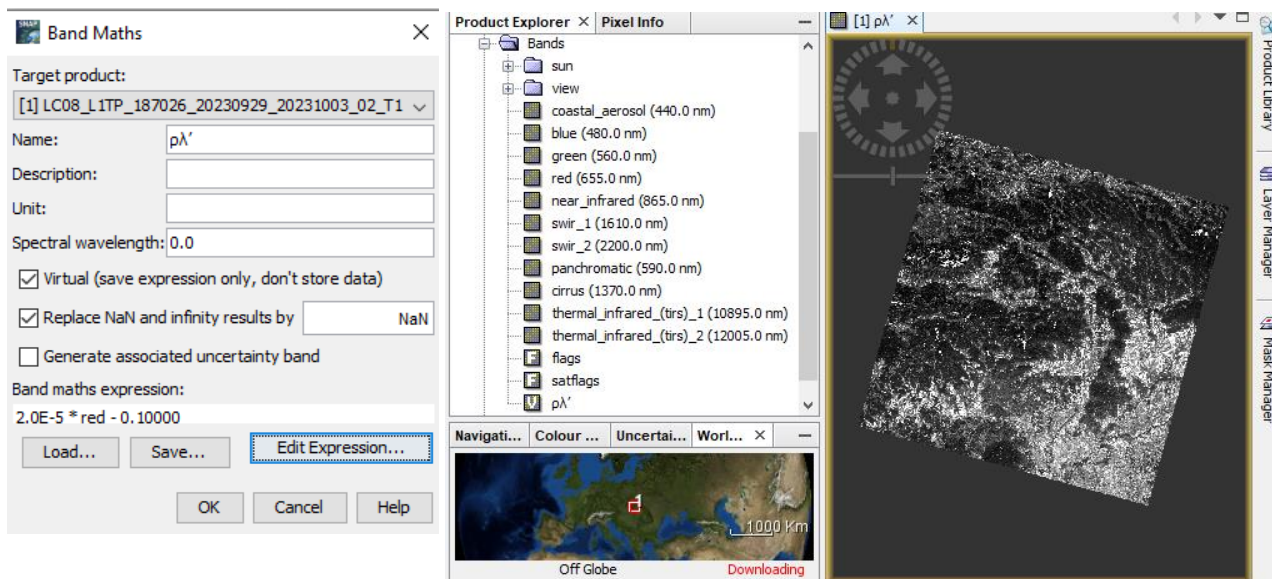 SNAP
Band Maths
Target product:
[1] LC08_L1TP_187026_20230929_20231003_02_T1
Name: ρλ′
Description:
Unit:
Spectral wavelength: 0.0
Virtual (save expression only, don't store data)
Replace NaN and infinity results by NaN
Generate associated uncertainty band
Band maths expression:
2.0E-5 * red - 0.10000
Load... Save... Edit Expression...
OK Cancel Help
Product Explorer Pixel Info
Bands
sun
view
coastal_aerosol (440.0 nm)
blue (480.0 nm)
green (560.0 nm)
red (655.0 nm)
near_infrared (865.0 nm)
swir_1 (1610.0 nm)
swir_2 (2200.0 nm)
panchromatic (590.0 nm)
cirrus (1370.0 nm)
thermal_infrared_(tirs)_1 (10895.0 nm)
thermal_infrared_(tirs)_2 (12005.0 nm)
F flags
F satflags
V ρλ′
Navigati... Colour ... Uncertai... Worl...
1
1000 Km
Off Globe Downloading
[1] ρλ′
Product Library
Layer Manager
Mask Manager